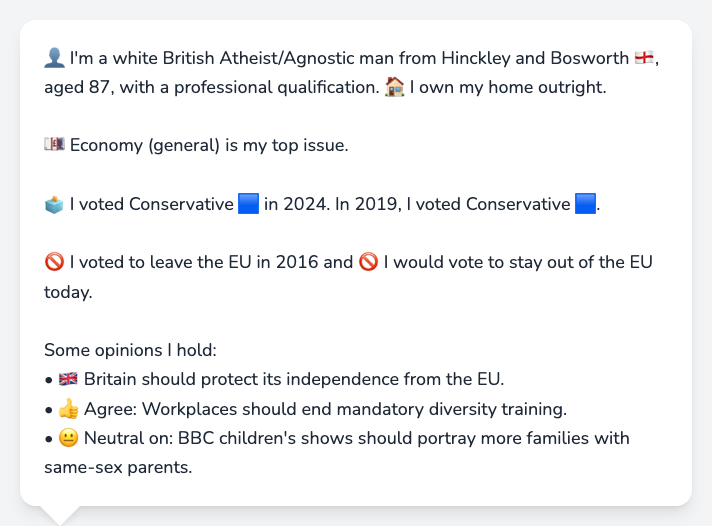 👤 I'm a white British Atheist/Agnostic man from Hinckley and Bosworth 🏴󠁧󠁢󠁥󠁮󠁧󠁿,
aged 87, with a professional qualification. 🏠 I own my home outright.
💷 Economy (general) is my top issue.
🗳️ I voted Conservative 🟦 in 2024. In 2019, I voted Conservative 🟦.
🚫 I voted to leave the EU in 2016 and 🚫 I would vote to stay out of the EU
today.
Some opinions I hold:
• 🇬🇧 Britain should protect its independence from the EU.
• 👍 Agree: Workplaces should end mandatory diversity training.
• 😐 Neutral on: BBC children's shows should portray more families with
same-sex parents.